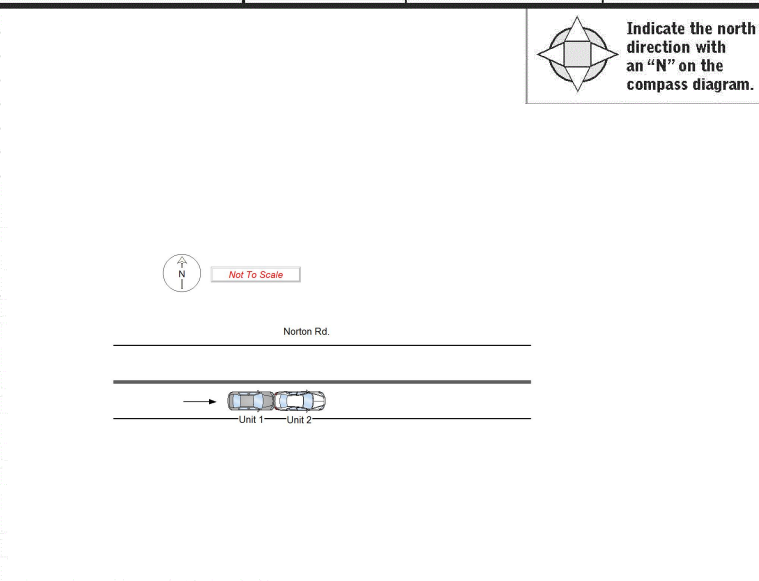 Indicate the north
direction with
an “N” on the
compass diagram.
N
Not To Scale
Norton Rd.
Unit 1
Unit 2